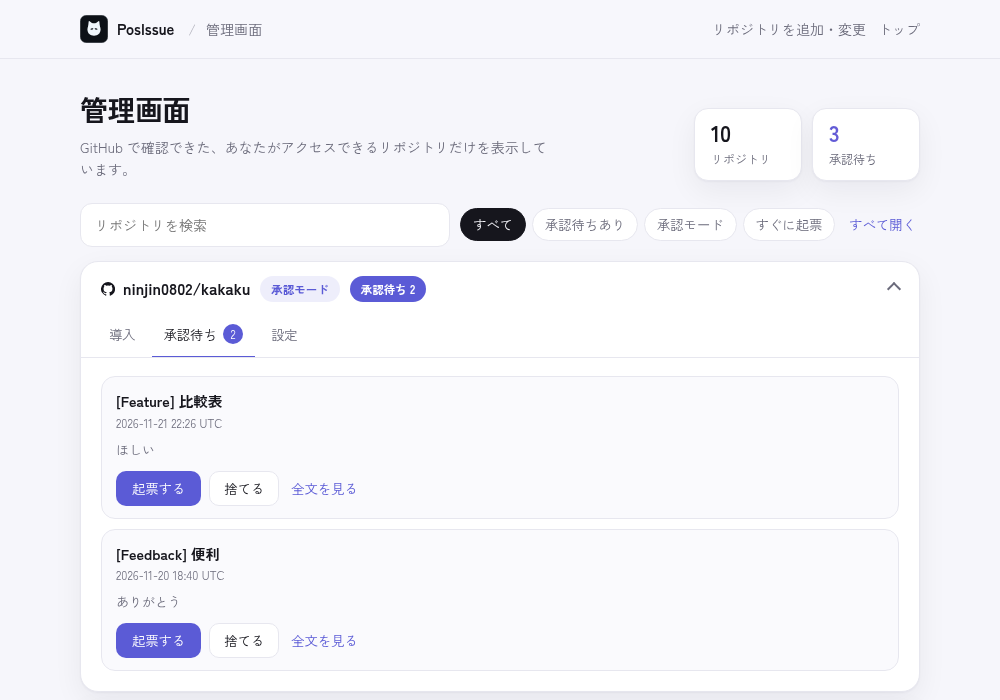 PosIssue / 管理画面
リポジトリを追加・変更 トップ
管理画面
GitHub で確認できた、あなたがアクセスできるリポジトリだけを表示して
います。
10
リポジトリ
3
承認待ち
リポジトリを検索
すべて 承認待ちあり 承認モード すぐに起票 すべて開く
ninjin0802/kakaku 承認モード 承認待ち 2
導入 承認待ち 2 設定
[Feature] 比較表
2026-11-21 22:26 UTC
ほしい
起票する 捨てる 全文を見る
[Feedback] 便利
2026-11-20 18:40 UTC
ありがとう
起票する 捨てる 全文を見る